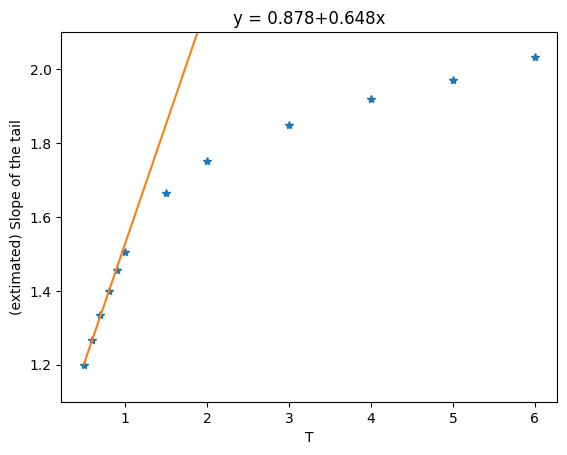 y = 0.878+0.648x
(extimated) Slope of the tail
2.0
1.8
1.6
1.4
1.2
1 2 3 4 5 6
T